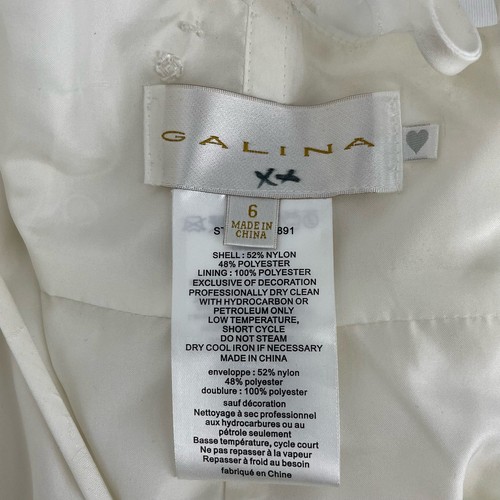 GALINA
X+
6
MADE IN
CHINA
ST 891
SHELL : 52% NYLON
48% POLYESTER
LINING : 100% POLYESTER
EXCLUSIVE OF DECORATION
PROFESSIONALLY DRY CLEAN
WITH HYDROCARBON OR
PETROLEUM ONLY
LOW TEMPERATURE,
SHORT CYCLE
DO NOT STEAM
DRY COOL IRON IF NECESSARY
MADE IN CHINA
enveloppe : 52% nylon
48% polyester
doublure : 100% polyester
sauf décoration
Nettoyage à sec professionnel
aux hydrocarbures ou au
pétrole seulement
Basse température, cycle court
Ne pas repasser à la vapeur
Repasser à froid au besoin
fabriqué en Chine